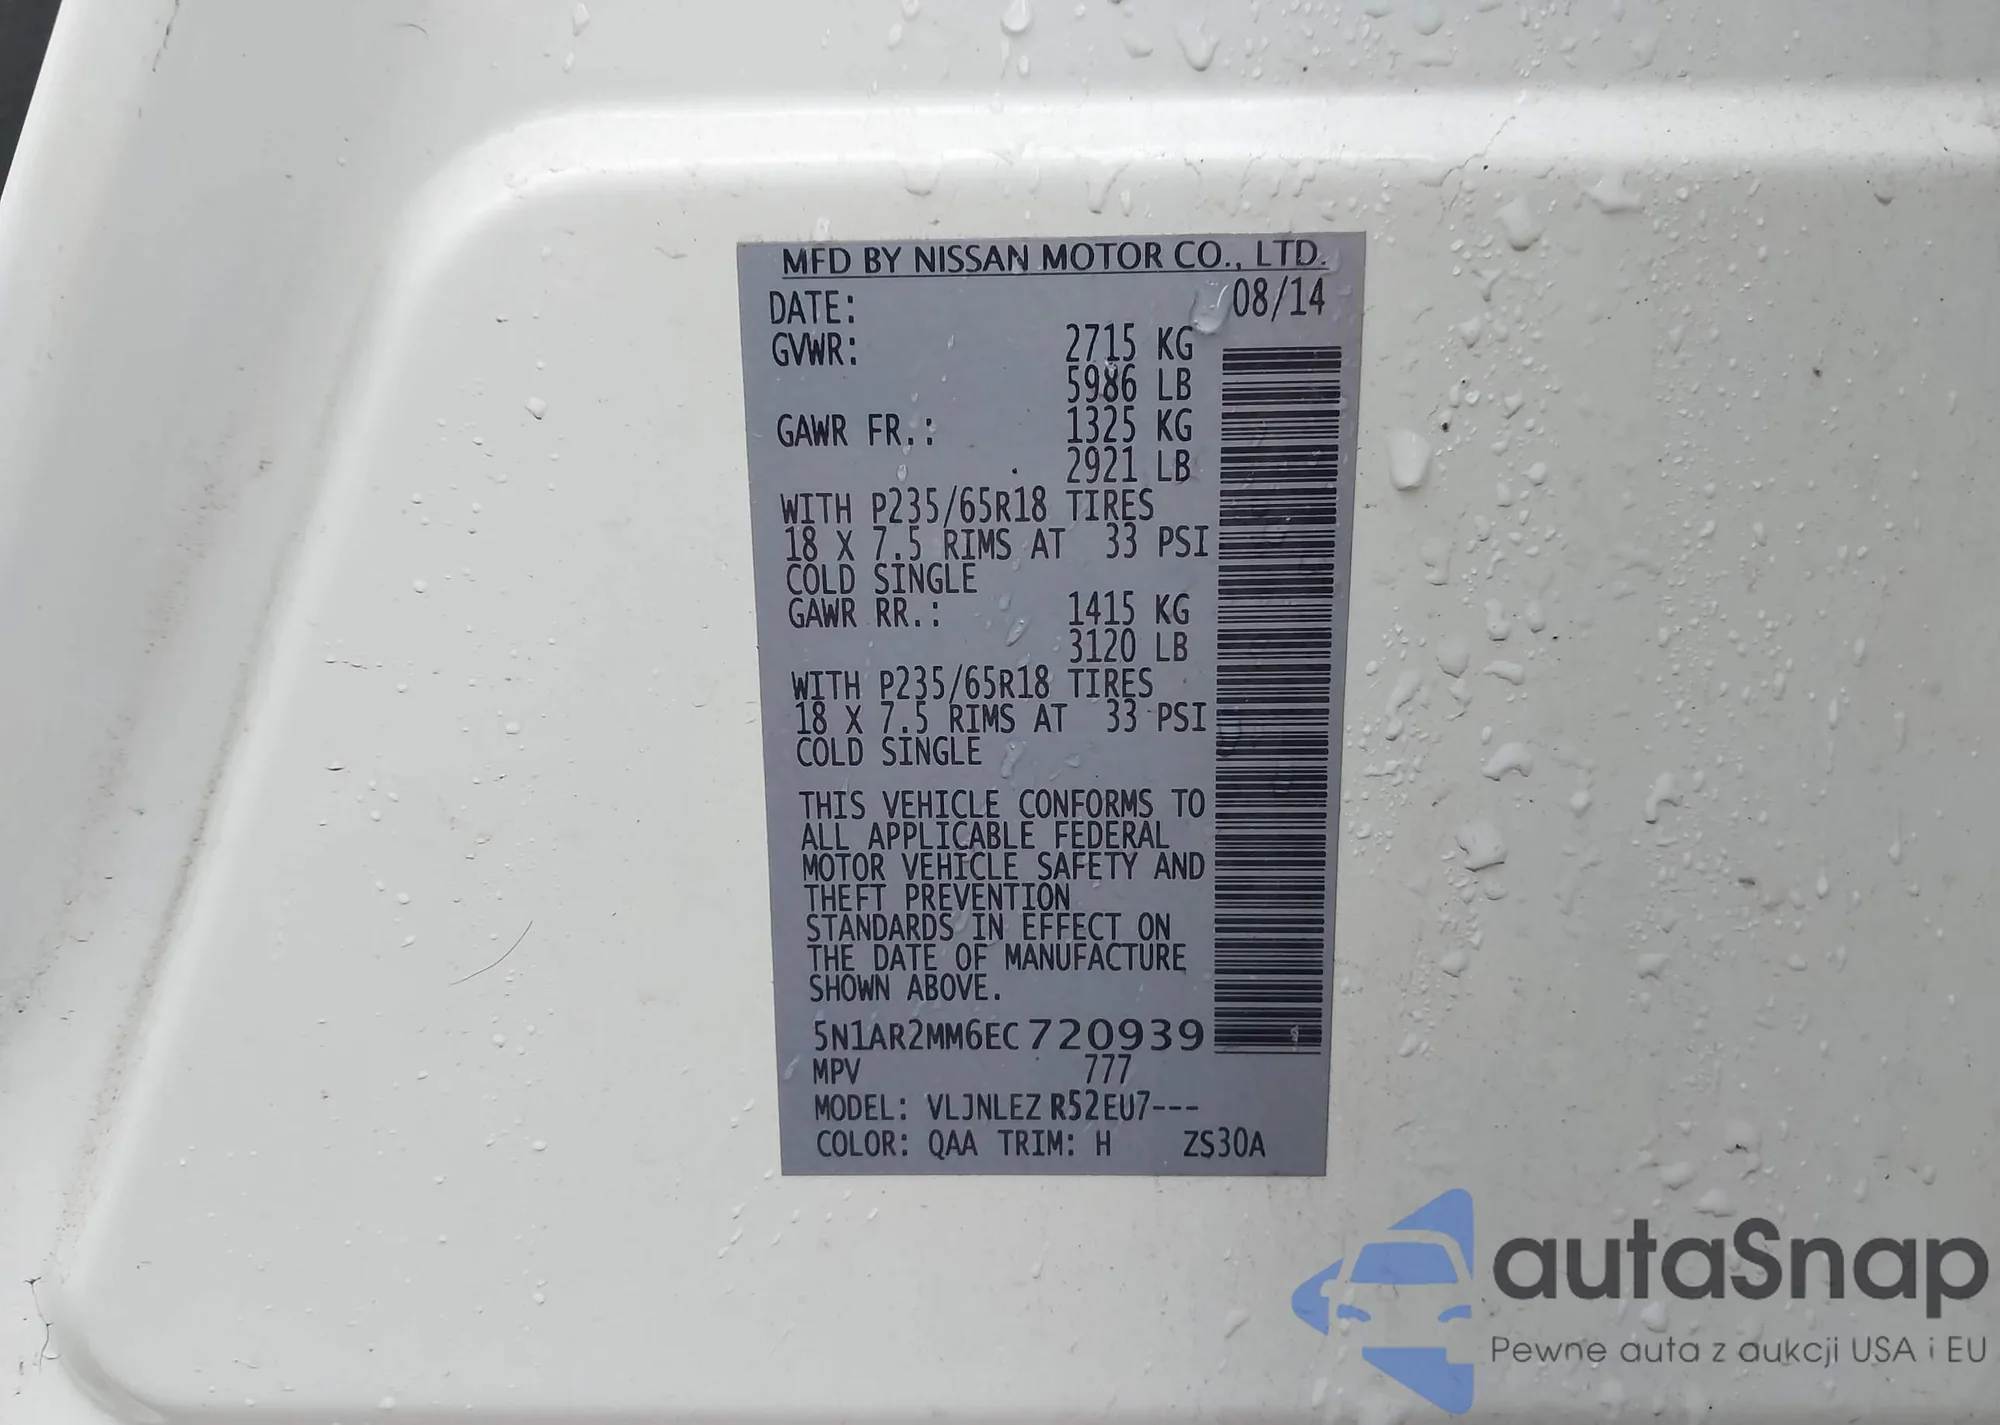 MFD BY NISSAN MOTOR CO., LTD.
DATE: 08/14
GVWR: 2715 KG
5986 LB
GAWR FR.: 1325 KG
2921 LB
WITH P235/65R18 TIRES
18 X 7.5 RIMS AT 33 PSI
COLD SINGLE
GAWR RR.: 1415 KG
3120 LB
WITH P235/65R18 TIRES
18 X 7.5 RIMS AT 33 PSI
COLD SINGLE
THIS VEHICLE CONFORMS TO
ALL APPLICABLE FEDERAL
MOTOR VEHICLE SAFETY AND
THEFT PREVENTION
STANDARDS IN EFFECT ON
THE DATE OF MANUFACTURE
SHOWN ABOVE.
5N1AR2MM6EC720939
MPV 777
MODEL: VLJNLEZ R52EU7---
COLOR: QAA TRIM: H ZS30A
autaSnap
Pewne auta z aukcji USA i EU